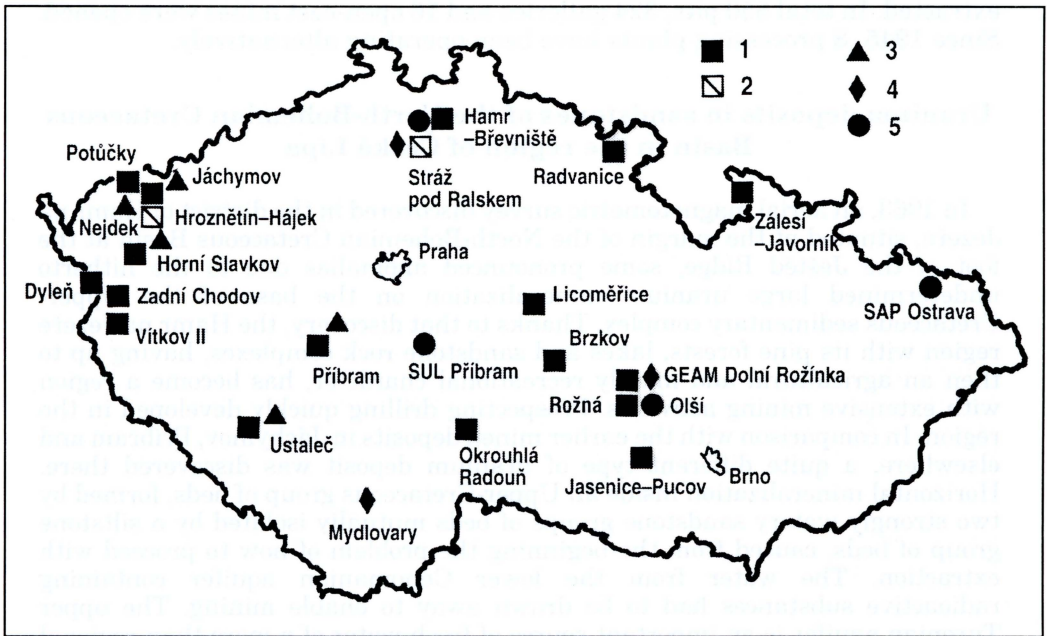 1
3
2
4
5
Hamr
–Břevniště
Potůčky
Radvanice
Stráž
pod Ralskem
Jáchymov
Zálesí
–Javorník
Hroznětín–Hájek
Nejdek
Praha
Horní Slavkov
Dyleň
Zadní Chodov
Licoměřice
SAP Ostrava
Vítkov II
Brzkov
Příbram
SUL Příbram
GEAM Dolní Rožínka
Rožná
Olší
Ustaleč
Okrouhlá
Radouň
Jasenice–Pucov
Brno
Mydlovary